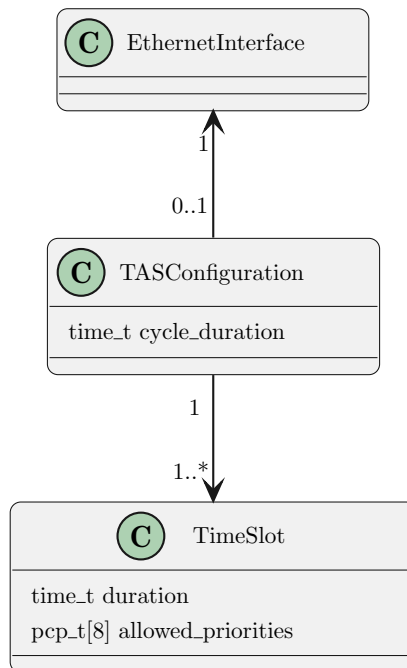 C EthernetInterface
1
0..1
C TASConfiguration
time_t cycle_duration
1
1..*
C TimeSlot
time_t duration
pcp_t[8] allowed_priorities